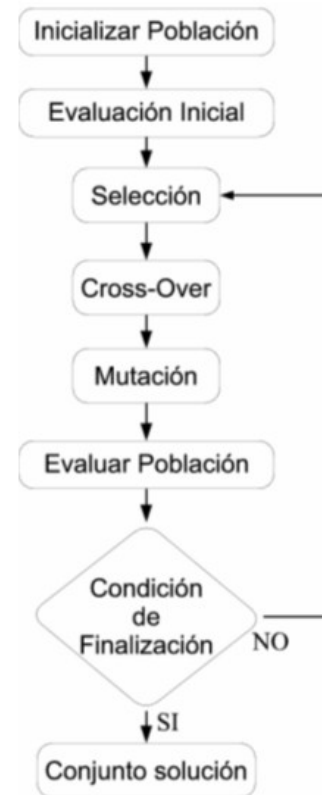 Inicializar Población
Evaluación Inicial
Selección
Cross-Over
Mutación
Evaluar Población
Condición
de
Finalización
NO
SI
Conjunto solución